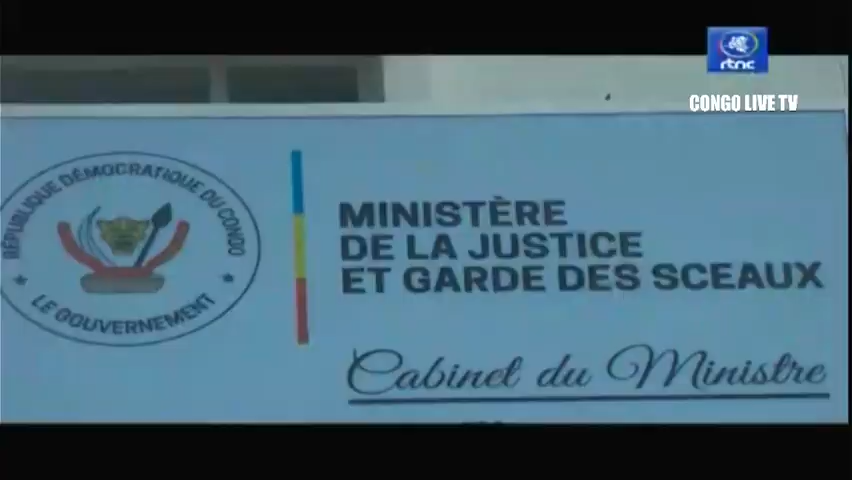 rtnc
CONGO LIVE TV
RÉPUBLIQUE DÉMOCRATIQUE DU CONGO
LE GOUVERNEMENT
MINISTÈRE
DE LA JUSTICE
ET GARDE DES SCEAUX
Cabinet du Ministre